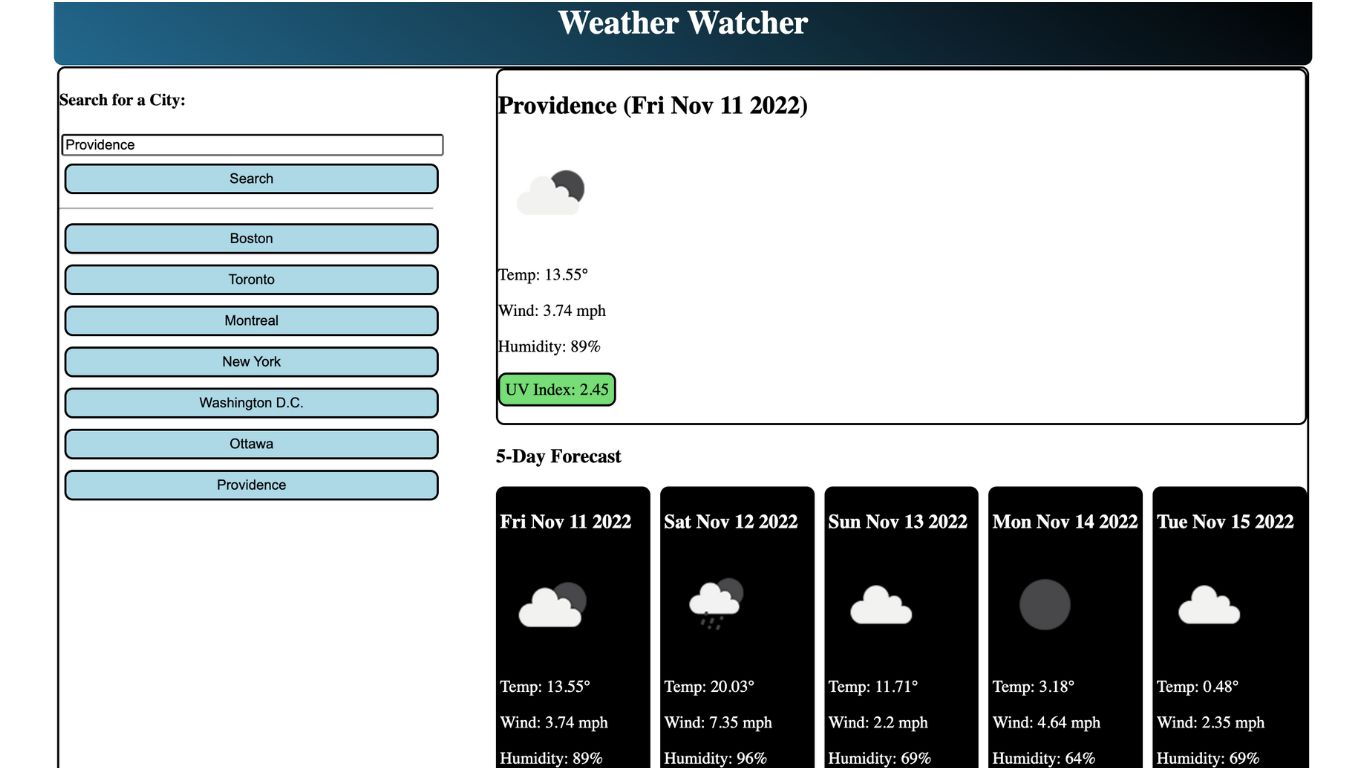 Weather Watcher
Search for a City:
Providence
Search
Boston
Toronto
Montreal
New York
Washington D.C.
Ottawa
Providence
Providence (Fri Nov 11 2022)
Temp: 13.55°
Wind: 3.74 mph
Humidity: 89%
UV Index: 2.45
5-Day Forecast
Fri Nov 11 2022
Temp: 13.55°
Wind: 3.74 mph
Humidity: 89%
Sat Nov 12 2022
Temp: 20.03°
Wind: 7.35 mph
Humidity: 96%
Sun Nov 13 2022
Temp: 11.71°
Wind: 2.2 mph
Humidity: 69%
Mon Nov 14 2022
Temp: 3.18°
Wind: 4.64 mph
Humidity: 64%
Tue Nov 15 2022
Temp: 0.48°
Wind: 2.35 mph
Humidity: 69%